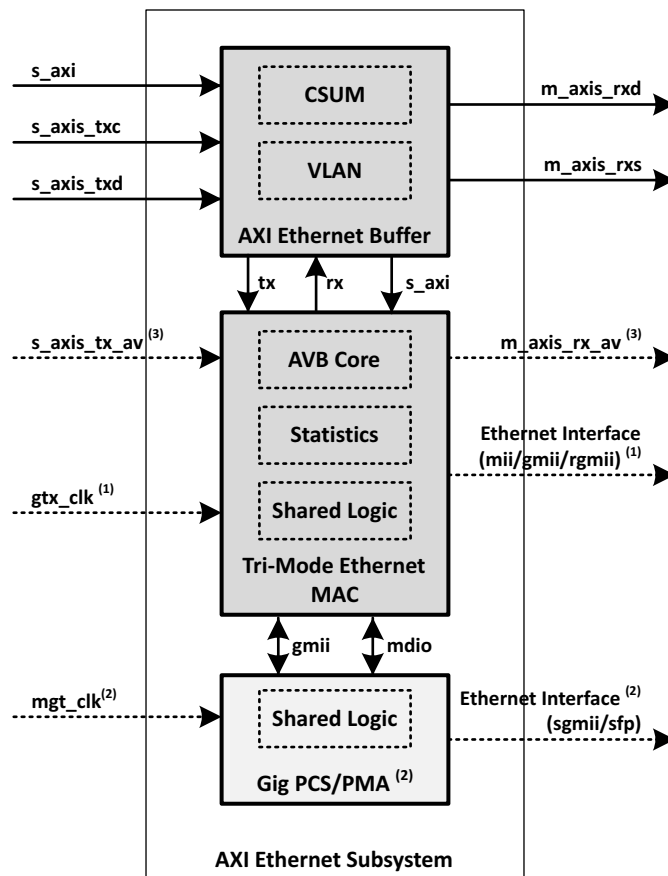 s_axi
s_axis_txc
s_axis_txd
CSUM
VLAN
AXI Ethernet Buffer
m_axis_rxd
m_axis_rxs
tx
rx
s_axi
s_axis_tx_av (3)
gtx_clk (1)
AVB Core
Statistics
Shared Logic
Tri-Mode Ethernet
MAC
m_axis_rx_av (3)
Ethernet Interface
(mii/gmii/rgmii) (1)
gmii
mdio
mgt_clk(2)
Shared Logic
Gig PCS/PMA (2)
Ethernet Interface (2)
(sgmii/sfp)
AXI Ethernet Subsystem